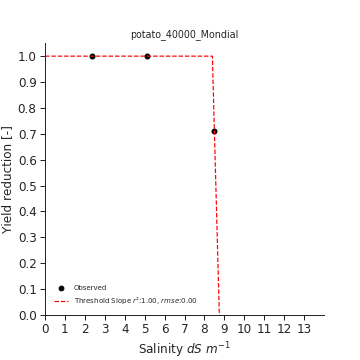 potato_40000_Mondial
Yield reduction [-]
1.0
0.9
0.8
0.7
0.6
0.5
0.4
0.3
0.2
0.1
0.0
Observed
Threshold Slope r²:1.00, rmse:0.00
0 1 2 3 4 5 6 7 8 9 10 11 12 13
Salinity dS m⁻¹